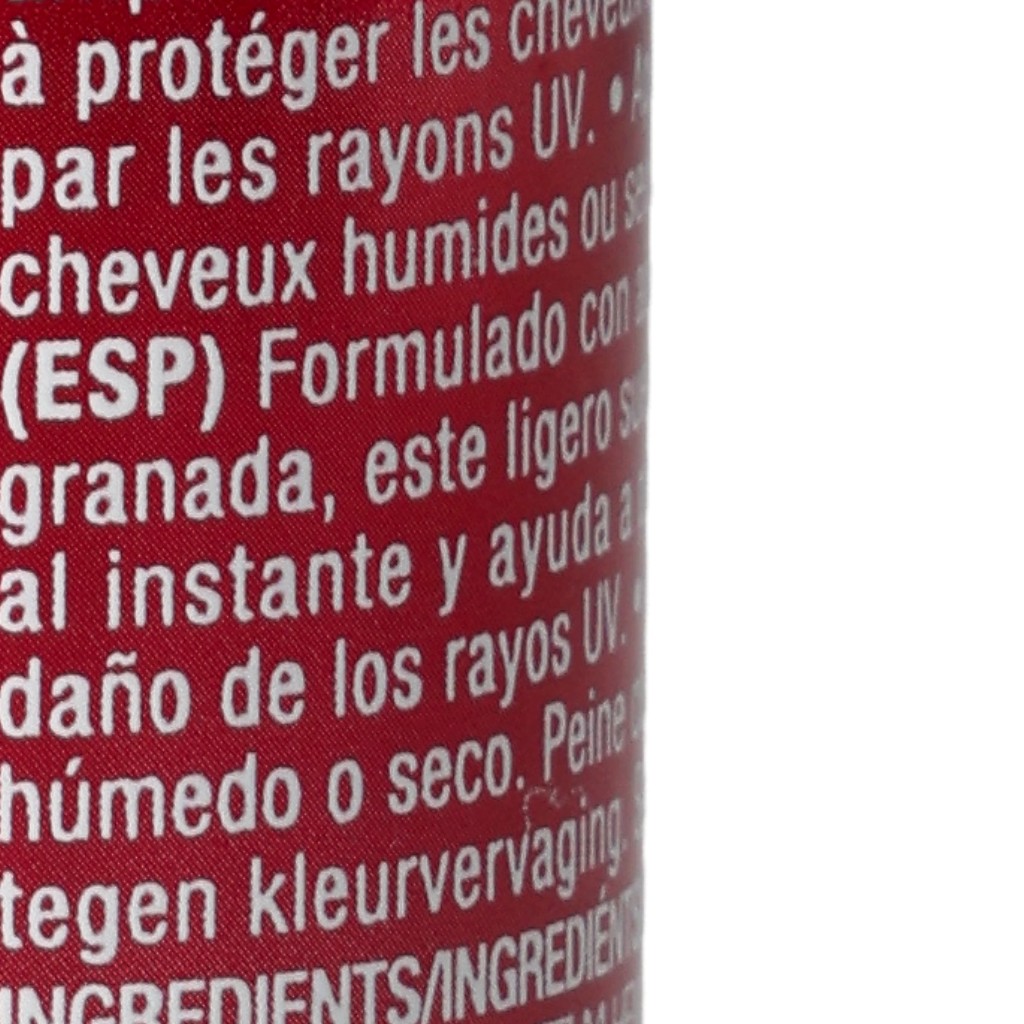 à protéger les cheveux
par les rayons UV. •
cheveux humides ou
(ESP) Formulado con
granada, este ligero
al instante y ayuda a
daño de los rayos UV. •
húmedo o seco. Peine
tegen kleurvervaging.
INGREDIENTS/INGRÉDIENTS